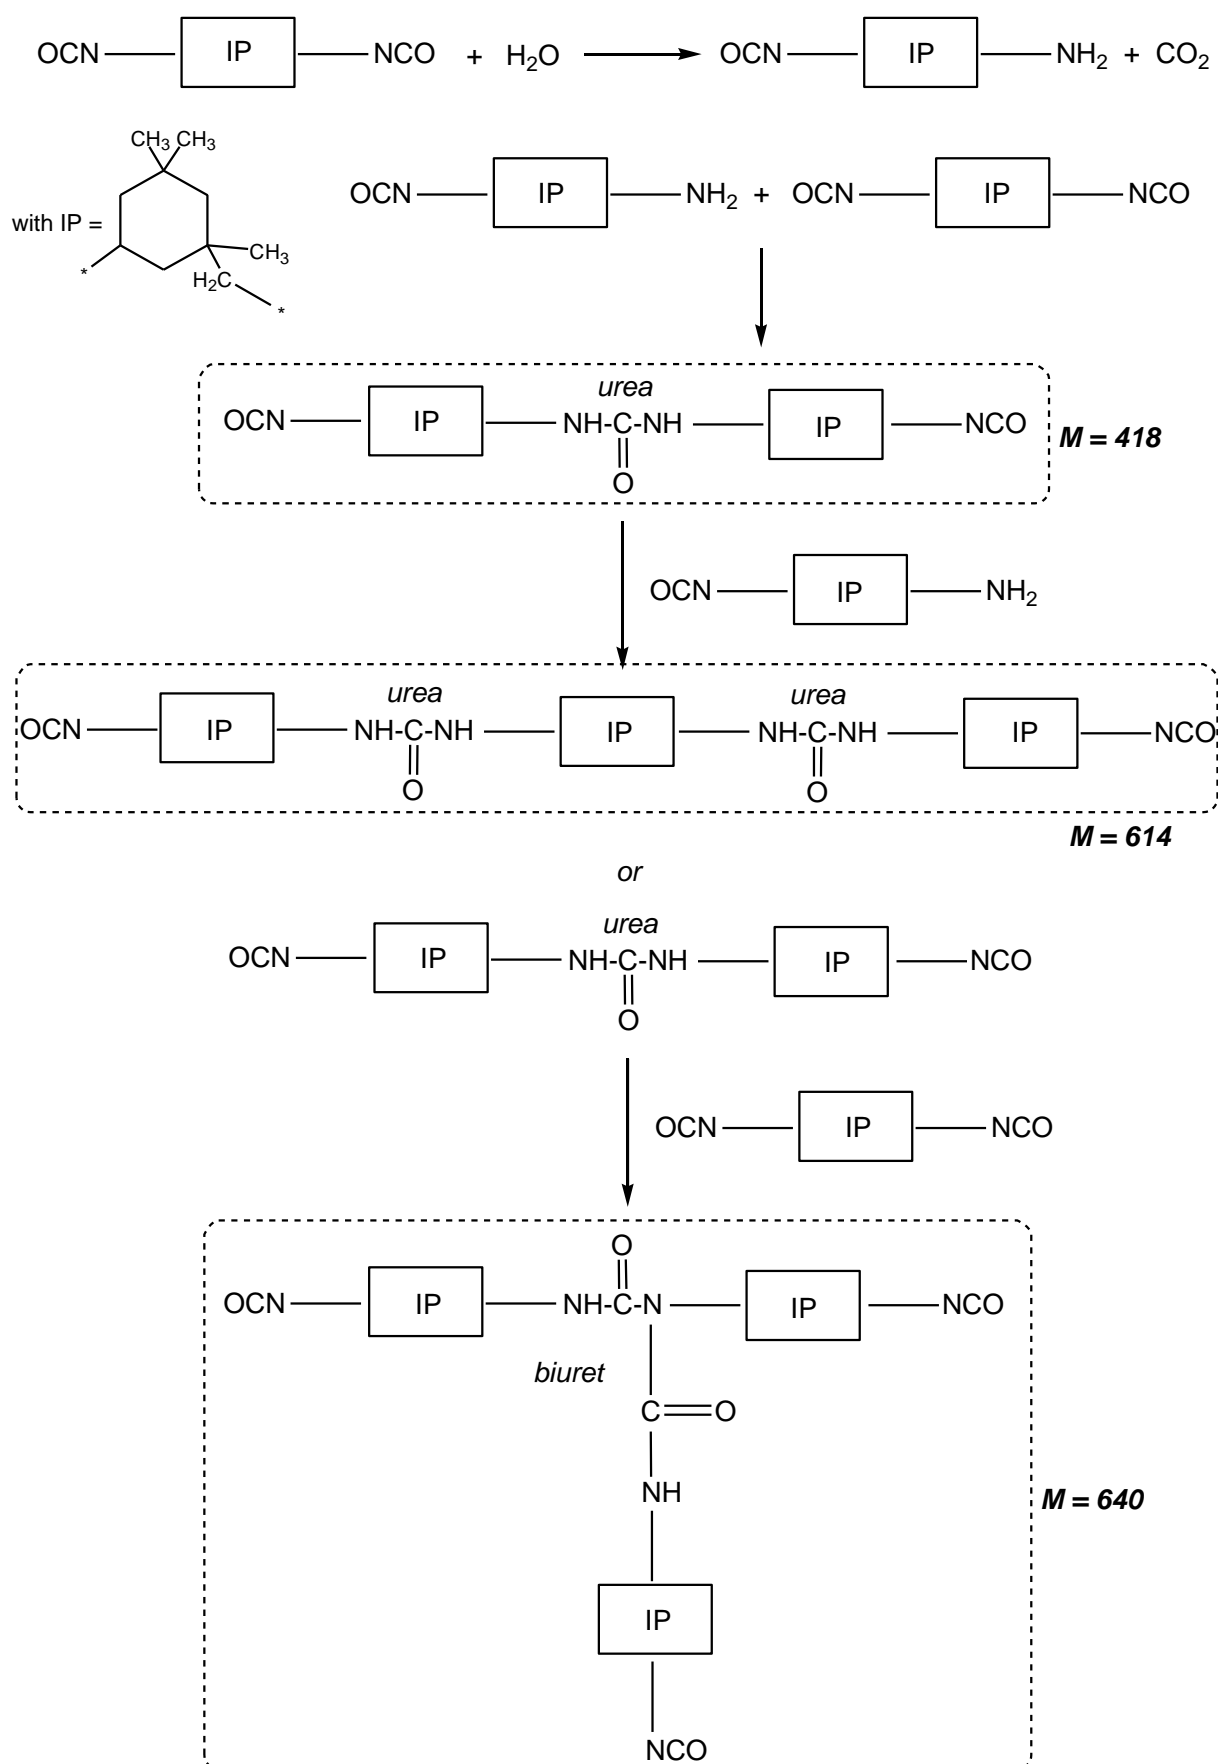 OCN IP NCO + H₂O OCN IP NH₂ + CO₂
CH₃ CH₃
with IP =
CH₃
H₂C
*
*
OCN IP NH₂ + OCN IP NCO
urea
OCN IP NH-C-NH IP NCO
O
M = 418
OCN IP NH₂
urea urea
OCN IP NH-C-NH IP NH-C-NH IP NCO
O O
M = 614
or
urea
OCN IP NH-C-NH IP NCO
O
OCN IP NCO
O
OCN IP NH-C-N IP NCO
biuret
C O
NH
M = 640
IP
NCO